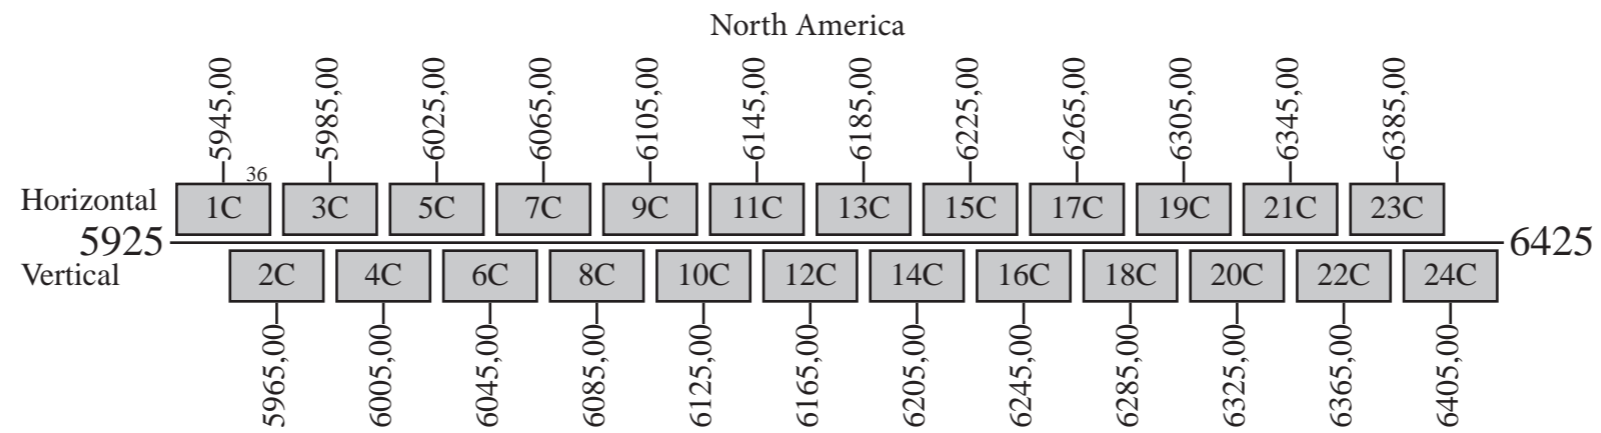 North America
5945,00 5985,00 6025,00 6065,00 6105,00 6145,00 6185,00 6225,00 6265,00 6305,00 6345,00 6385,00
36
Horizontal 1C 3C 5C 7C 9C 11C 13C 15C 17C 19C 21C 23C
5925 6425
Vertical 2C 4C 6C 8C 10C 12C 14C 16C 18C 20C 22C 24C
5965,00 6005,00 6045,00 6085,00 6125,00 6165,00 6205,00 6245,00 6285,00 6325,00 6365,00 6405,00